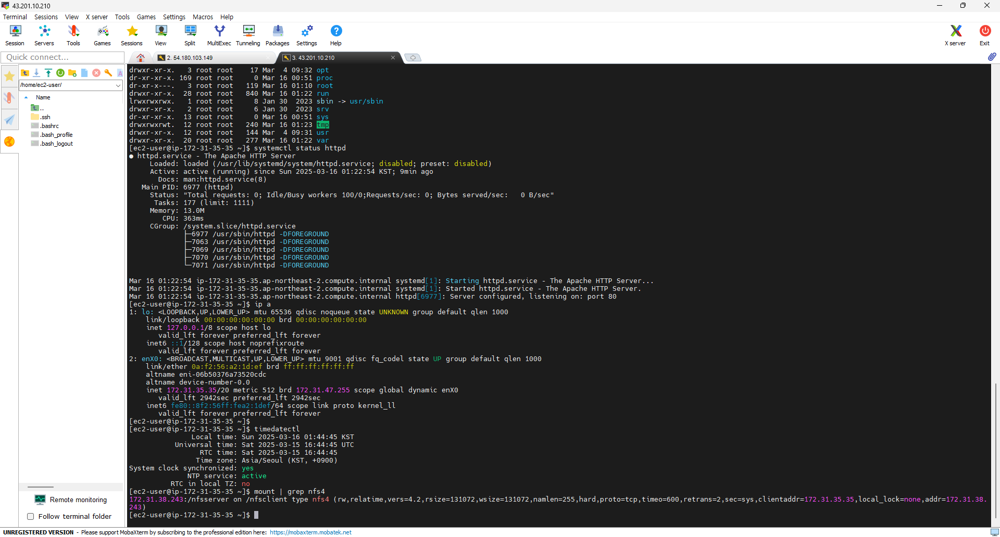 43.201.10.210
Terminal Sessions View X server Tools Games Settings Macros Help
Session Servers Tools Games Sessions View Split MultiExec Tunneling Packages Settings Help X server Exit
Quick connect...
2. 54.180.103.149
3. 43.201.10.210
/home/ec2-user/
Name
..
.ssh
.bashrc
.bash_profile
.bash_logout
Remote monitoring
Follow terminal folder
drwxr-xr-x.   3 root root    17 Mar  4 09:32 opt
dr-xr-xr-x. 169 root root     0 Mar 16 00:51 proc
dr-xr-x---.   3 root root   119 Mar 16 01:10 root
drwxr-xr-x.  28 root root   840 Mar 16 01:22 run
lrwxrwxrwx.   1 root root     8 Jan 30  2023 sbin -> usr/sbin
drwxr-xr-x.   2 root root     6 Jan 30  2023 srv
dr-xr-xr-x.  13 root root     0 Mar 16 00:51 sys
drwxrwxrwt.  12 root root   240 Mar 16 01:23 tmp
drwxr-xr-x.  12 root root   144 Mar  4 09:31 usr
drwxr-xr-x.  20 root root   277 Mar 16 01:22 var
[ec2-user@ip-172-31-35-35 ~]$ systemctl status httpd
● httpd.service - The Apache HTTP Server
     Loaded: loaded (/usr/lib/systemd/system/httpd.service; disabled; preset: disabled)
     Active: active (running) since Sun 2025-03-16 01:22:54 KST; 9min ago
       Docs: man:httpd.service(8)
   Main PID: 6977 (httpd)
     Status: "Total requests: 0; Idle/Busy workers 100/0;Requests/sec: 0; Bytes served/sec:   0 B/sec"
      Tasks: 177 (limit: 1111)
     Memory: 13.0M
        CPU: 363ms
     CGroup: /system.slice/httpd.service
             ├─6977 /usr/sbin/httpd -DFOREGROUND
             ├─7063 /usr/sbin/httpd -DFOREGROUND
             ├─7069 /usr/sbin/httpd -DFOREGROUND
             ├─7070 /usr/sbin/httpd -DFOREGROUND
             └─7071 /usr/sbin/httpd -DFOREGROUND
Mar 16 01:22:54 ip-172-31-35-35.ap-northeast-2.compute.internal systemd[1]: Starting httpd.service - The Apache HTTP Server...
Mar 16 01:22:54 ip-172-31-35-35.ap-northeast-2.compute.internal systemd[1]: Started httpd.service - The Apache HTTP Server.
Mar 16 01:22:54 ip-172-31-35-35.ap-northeast-2.compute.internal httpd[6977]: Server configured, listening on: port 80
[ec2-user@ip-172-31-35-35 ~]$ ip a
1: lo: <LOOPBACK,UP,LOWER_UP> mtu 65536 qdisc noqueue state UNKNOWN group default qlen 1000
    link/loopback 00:00:00:00:00:00 brd 00:00:00:00:00:00
    inet 127.0.0.1/8 scope host lo
       valid_lft forever preferred_lft forever
    inet6 ::1/128 scope host noprefixroute
       valid_lft forever preferred_lft forever
2: enX0: <BROADCAST,MULTICAST,UP,LOWER_UP> mtu 9001 qdisc fq_codel state UP group default qlen 1000
    link/ether 0a:f2:56:a2:1d:ef brd ff:ff:ff:ff:ff:ff
    altname eni-06b50376a73520cdc
    altname device-number-0.0
    inet 172.31.35.35/20 metric 512 brd 172.31.47.255 scope global dynamic enX0
       valid_lft 2942sec preferred_lft 2942sec
    inet6 fe80::8f2:56ff:fea2:1def/64 scope link proto kernel_ll
       valid_lft forever preferred_lft forever
[ec2-user@ip-172-31-35-35 ~]$
[ec2-user@ip-172-31-35-35 ~]$ timedatectl
               Local time: Sun 2025-03-16 01:44:45 KST
           Universal time: Sat 2025-03-15 16:44:45 UTC
                 RTC time: Sat 2025-03-15 16:44:45
                Time zone: Asia/Seoul (KST, +0900)
System clock synchronized: yes
              NTP service: active
          RTC in local TZ: no
[ec2-user@ip-172-31-35-35 ~]$ mount | grep nfs4
172.31.38.243:/nfsserver on /nfsclient type nfs4 (rw,relatime,vers=4.2,rsize=131072,wsize=131072,namlen=255,hard,proto=tcp,timeo=600,retrans=2,sec=sys,clientaddr=172.31.35.35,local_lock=none,addr=172.31.38.
243)
[ec2-user@ip-172-31-35-35 ~]$
UNREGISTERED VERSION - Please support MobaXterm by subscribing to the professional edition here: https://mobaxterm.mobatek.net